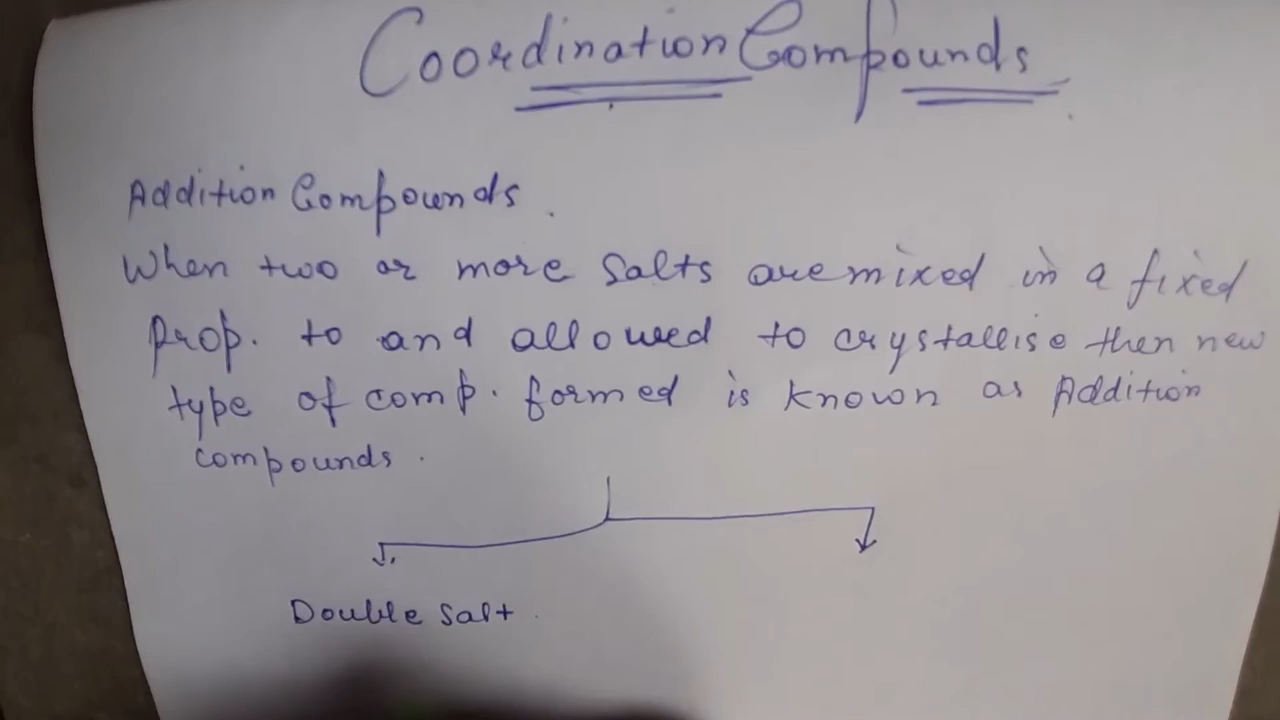 Coordination Compounds
Addition Compounds.
When two or more salts are mixed in a fixed
prop. to and allowed to crystallise then new
type of comp. formed is known as Addition
compounds.
Double salt.